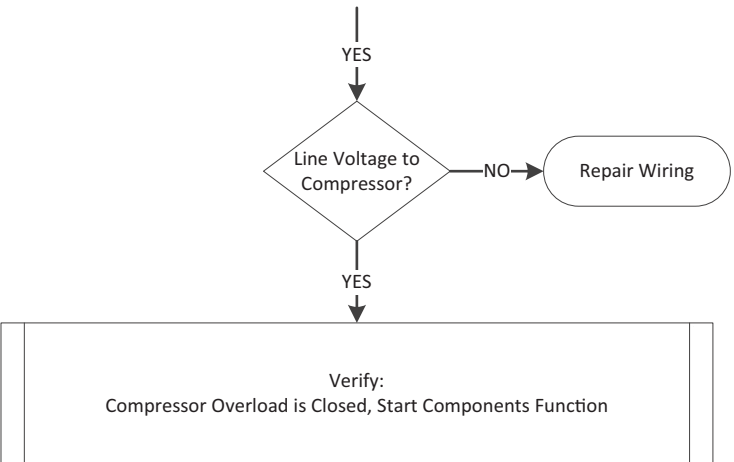 YES
Line Voltage to
Compressor?
NO
Repair Wiring
YES
Verify:
Compressor Overload is Closed, Start Components Function